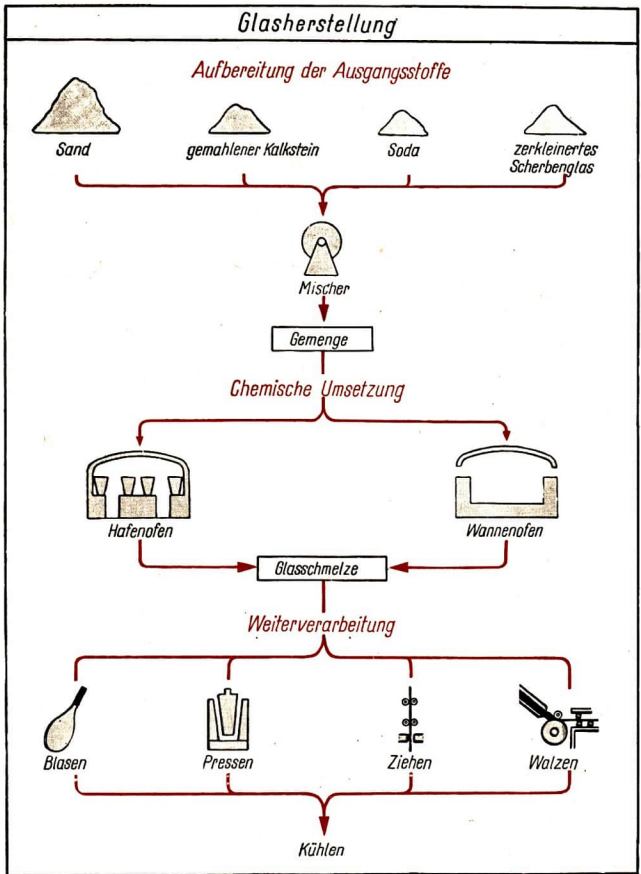 Glasherstellung
Aufbereitung der Ausgangsstoffe
Sand
gemahlener Kalkstein
Soda
zerkleinertes
Scherbenglas
Mischer
Gemenge
Chemische Umsetzung
Hafenofen
Wannenofen
Glasschmelze
Weiterverarbeitung
Blasen
Pressen
Ziehen
Walzen
Kühlen